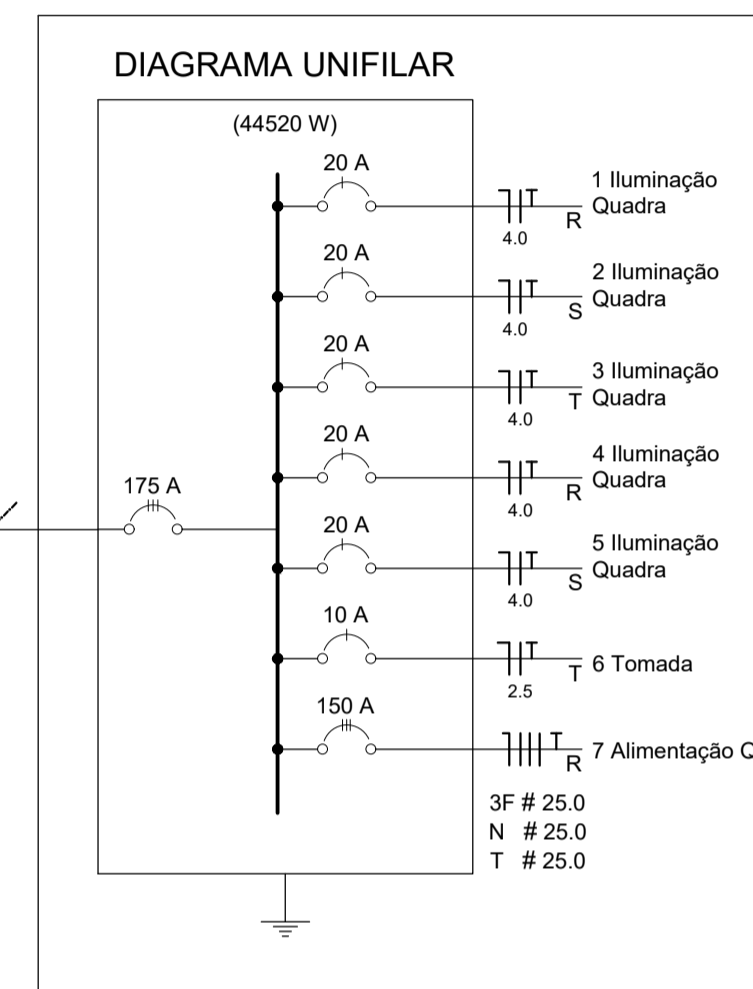 DIAGRAMA UNIFILAR
(44520 W)
20 A
1 Iluminação
Quadra
T
R
4.0
20 A
2 Iluminação
Quadra
T
S
4.0
20 A
3 Iluminação
Quadra
T
T
4.0
20 A
4 Iluminação
Quadra
T
R
4.0
175 A
20 A
5 Iluminação
Quadra
T
S
4.0
10 A
6 Tomada
T
T
2.5
150 A
7 Alimentação Q
T
R
3F # 25.0
N # 25.0
T # 25.0